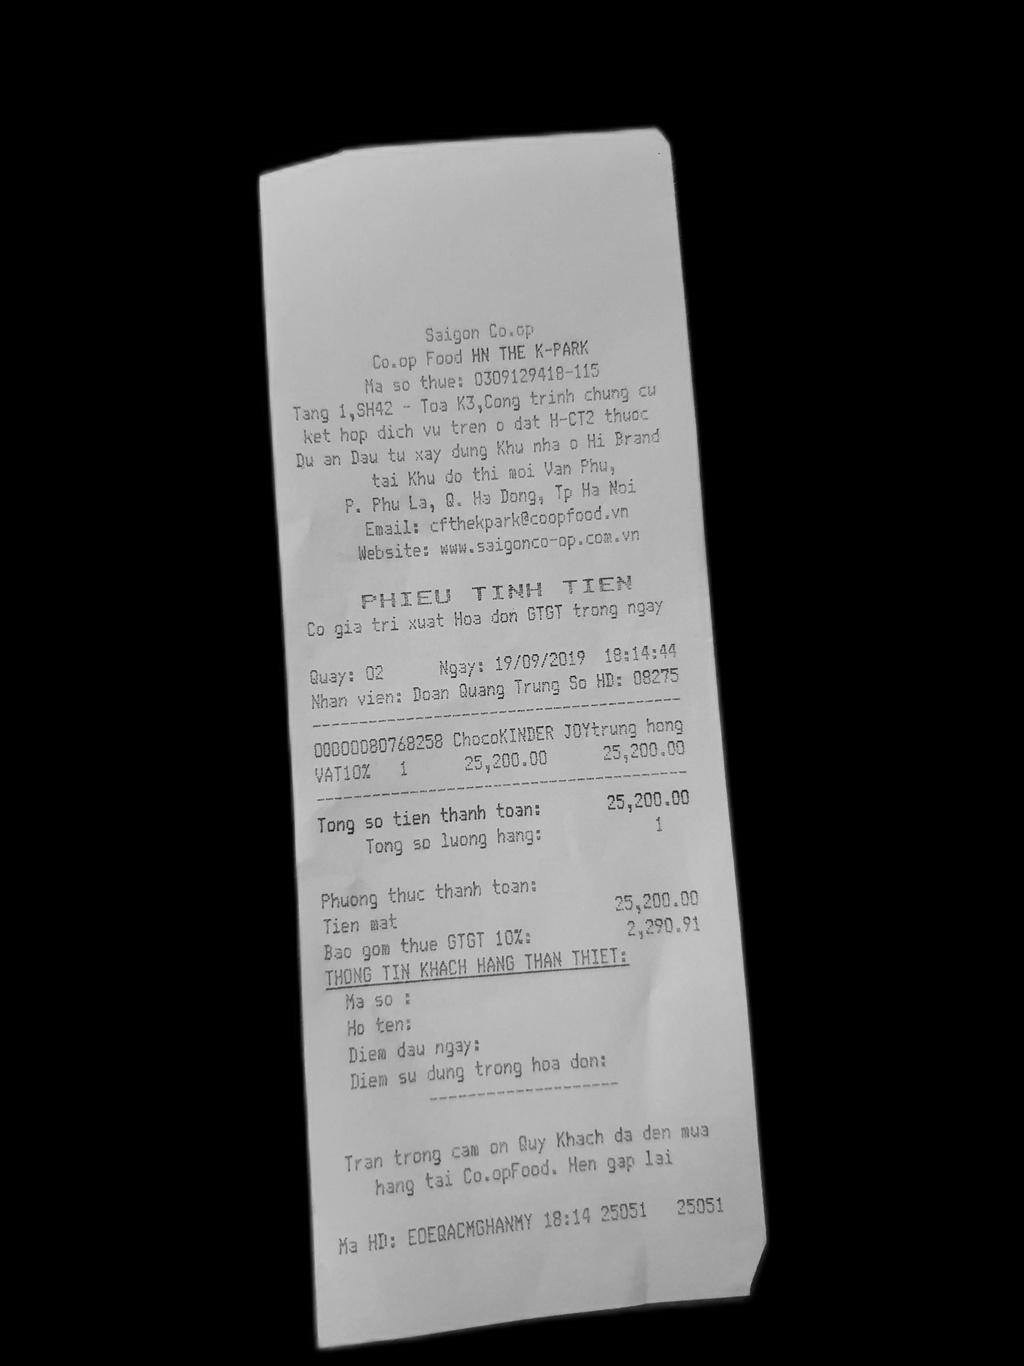 Saigon Co.op
Co.op Food HN THE K-PARK
Ma so thue: 0309129418-115
Tang 1,SH42 - Toa K3,Cong trinh chung cu
ket hop dich vu tren o dat H-CT2 thuoc
Du an Dau tu xay dung Khu nha o Hi Brand
tai Khu do thi moi Van Phu,
P. Phu La, Q. Ha Dong, Tp Ha Noi
Email: cfthekpark@coopfood.vn
Website: www.saigonco-op.com.vn
PHIEU TINH TIEN
Co gia tri xuat Hoa don GTGT trong ngay
Quay: 02 Ngay: 19/09/2019 18:14:44
Nhan vien: Doan Quang Trung So HD: 08275
00000080768258 ChocoKINDER JOYtrung hong
VAT10% 1 25,200.00 25,200.00
Tong so tien thanh toan: 25,200.00
Tong so luong hang: 1
Phuong thuc thanh toan:
Tien mat 25,200.00
Bao gom thue GTGT 10%: 2,290.91
THONG TIN KHACH HANG THAN THIET:
Ma so :
Ho ten:
Diem dau ngay:
Diem su dung trong hoa don:
--------------------
Tran trong cam on Quy Khach da den mua
hang tai Co.opFood. Hen gap lai
Ma HD: EOEQACMGHANMY 18:14 25051 25051